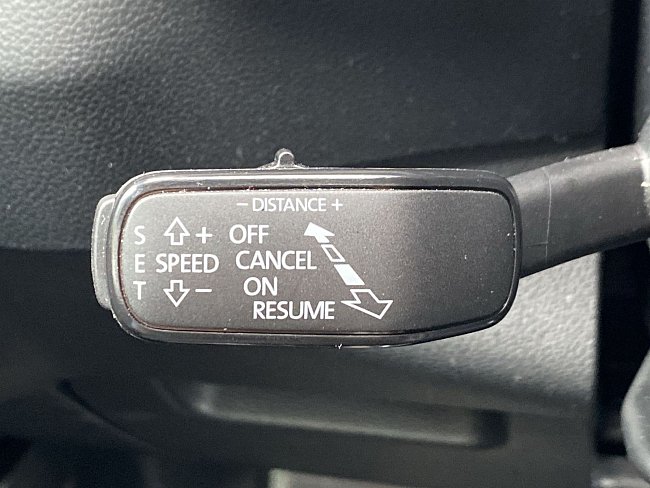 − DISTANCE +
S + OFF
E SPEED CANCEL
T − ON
RESUME